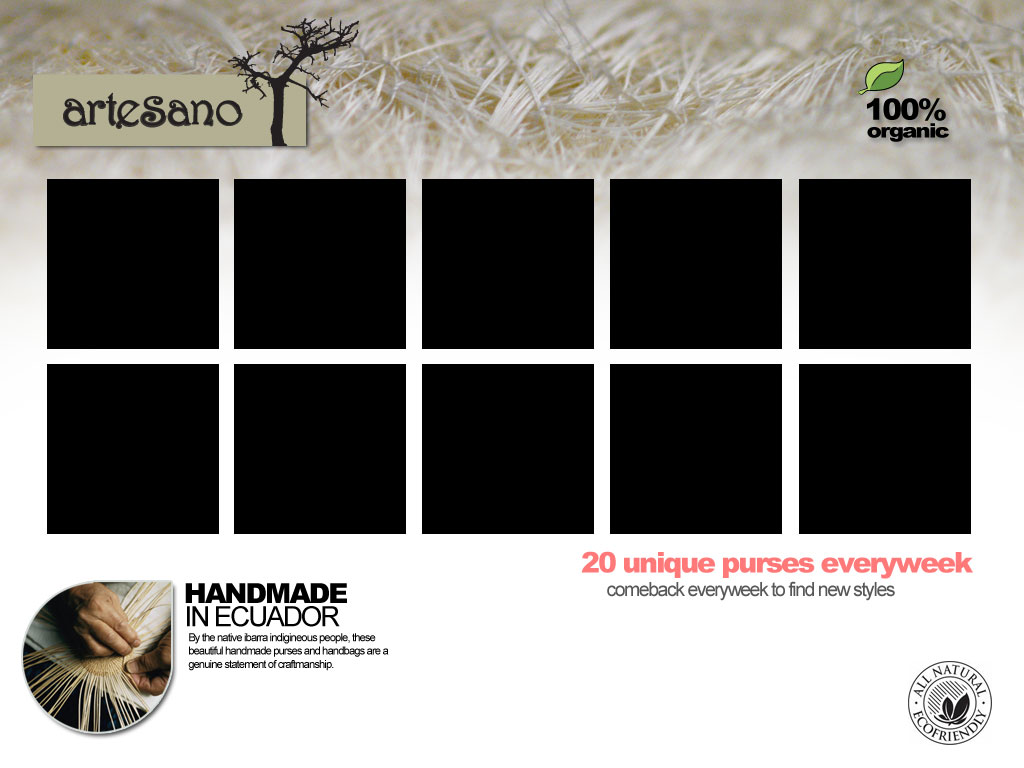 arteSano
100%
organic
20 unique purses everyweek
comeback everyweek to find new styles
HANDMADE
IN ECUADOR
By the native ibarra indigineous people, these
beautiful handmade purses and handbags are a
genuine statement of craftmanship.
ALL NATURAL
ECOFRIENDLY